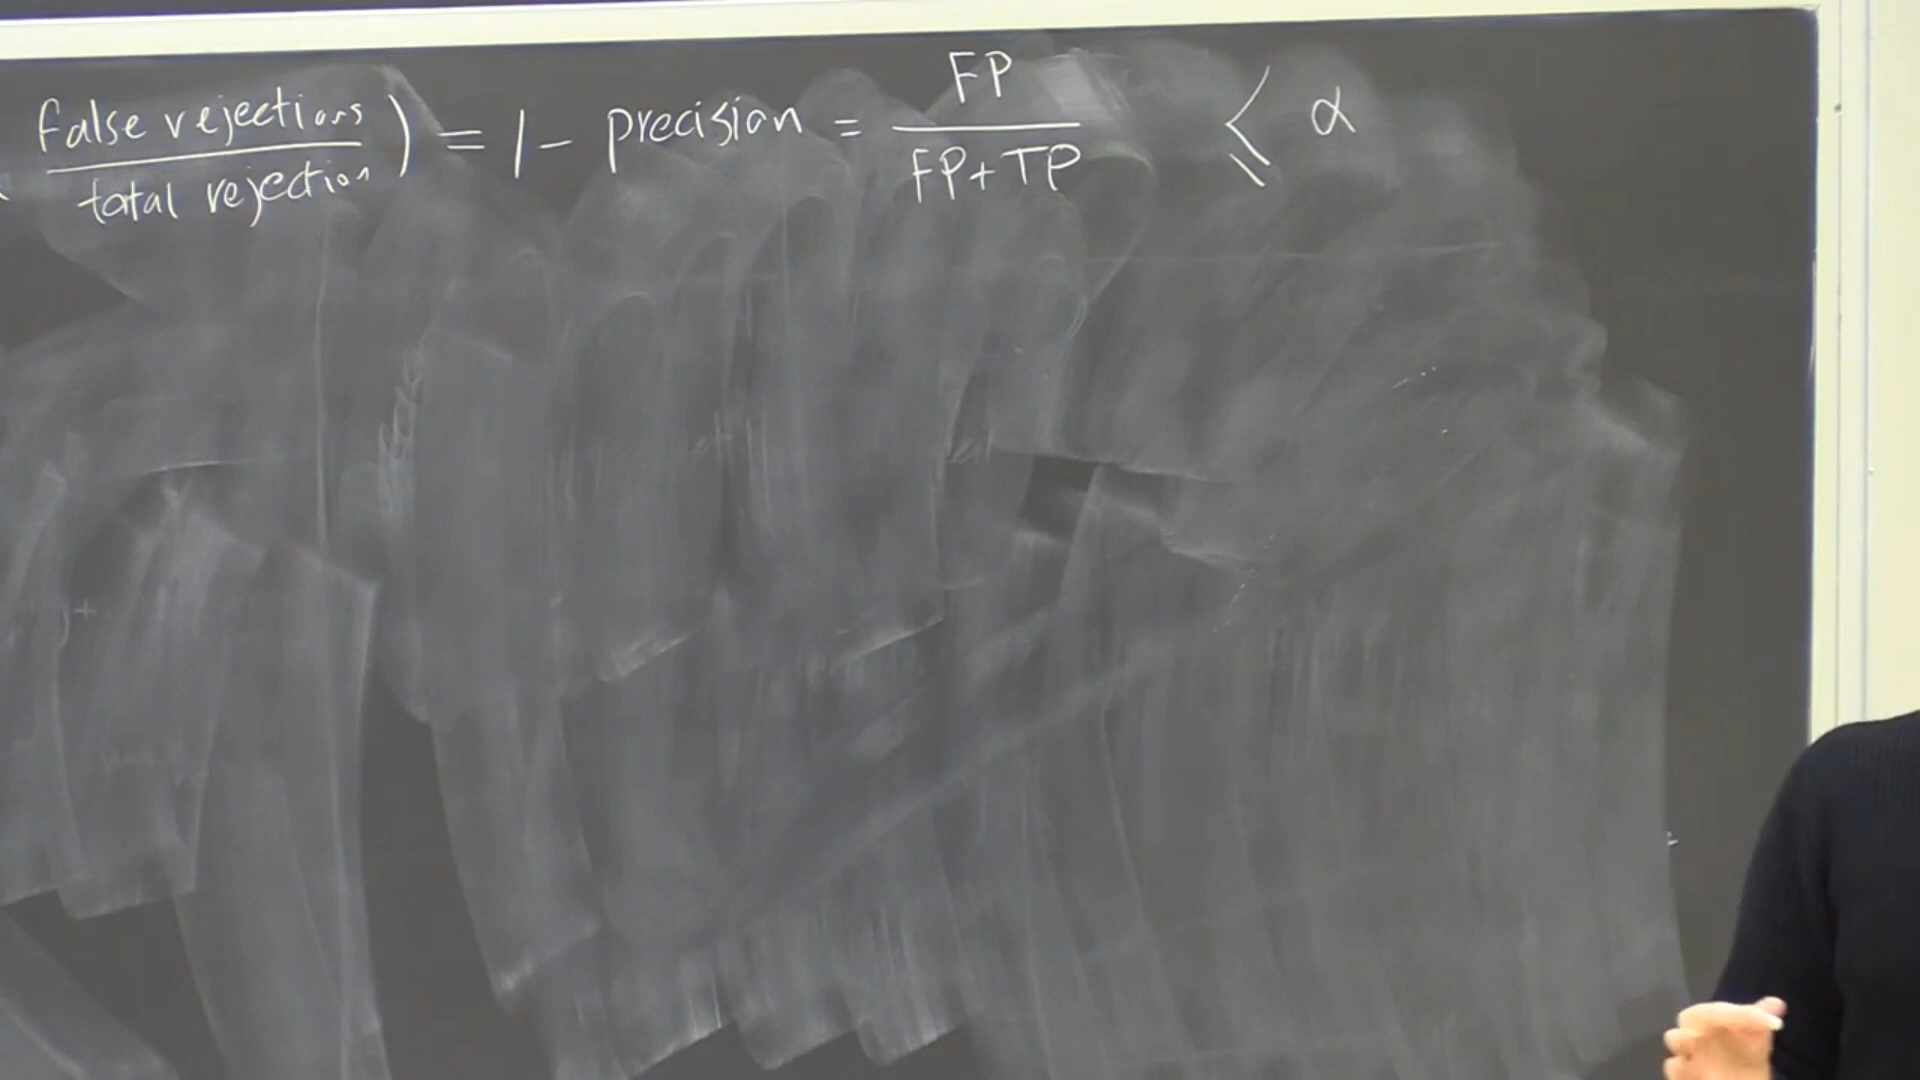 false rejections / total rejection ) = 1 - precision = FP / FP + TP ⩽ α